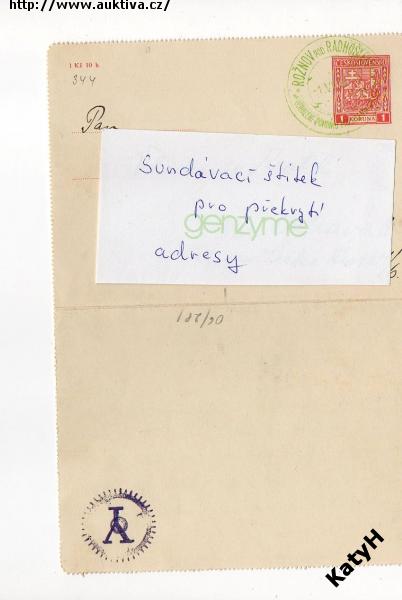 http://www.auktiva.cz/
1 Kč 10 h.
344
ROŽNOV POD RADHOŠTĚM
ČESKOSLOVENSKO
1 KORUNA 1
Pan
Sundávací štítek
pro překrytí
genzyme
adresy
KatyH